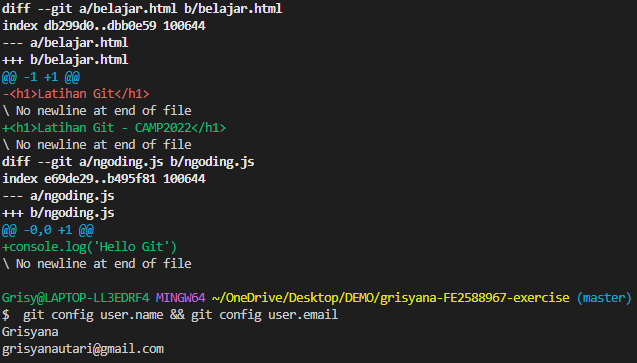 diff --git a/belajar.html b/belajar.html
index db299d0..dbb0e59 100644
--- a/belajar.html
+++ b/belajar.html
@@ -1 +1 @@
-<h1>Latihan Git</h1>
\ No newline at end of file
+<h1>Latihan Git - CAMP2022</h1>
\ No newline at end of file
diff --git a/ngoding.js b/ngoding.js
index e69de29..b495f81 100644
--- a/ngoding.js
+++ b/ngoding.js
@@ -0,0 +1 @@
+console.log('Hello Git')
\ No newline at end of file

Grisy@LAPTOP-LL3EDRF4 MINGW64 ~/OneDrive/Desktop/DEMO/grisyana-FE2588967-exercise (master)
$  git config user.name && git config user.email
Grisyana
grisyanautari@gmail.com